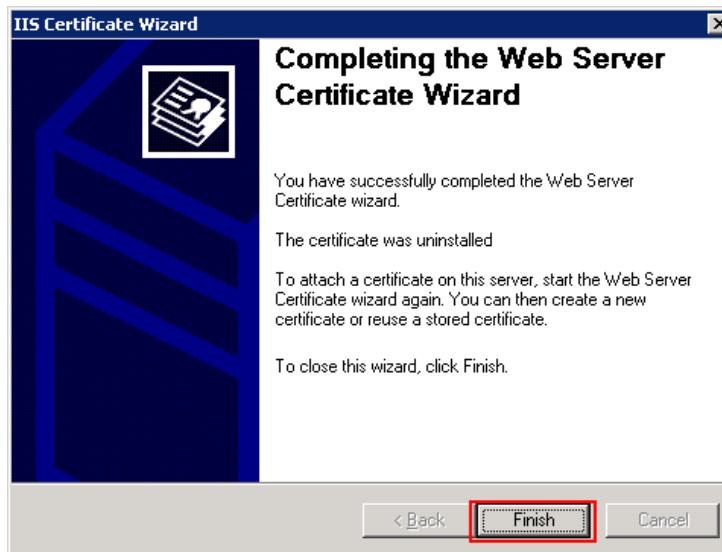 IIS Certificate Wizard
Completing the Web Server
Certificate Wizard
You have successfully completed the Web Server
Certificate wizard.
The certificate was uninstalled
To attach a certificate on this server, start the Web Server
Certificate wizard again. You can then create a new
certificate or reuse a stored certificate.
To close this wizard, click Finish.
< Back Finish Cancel